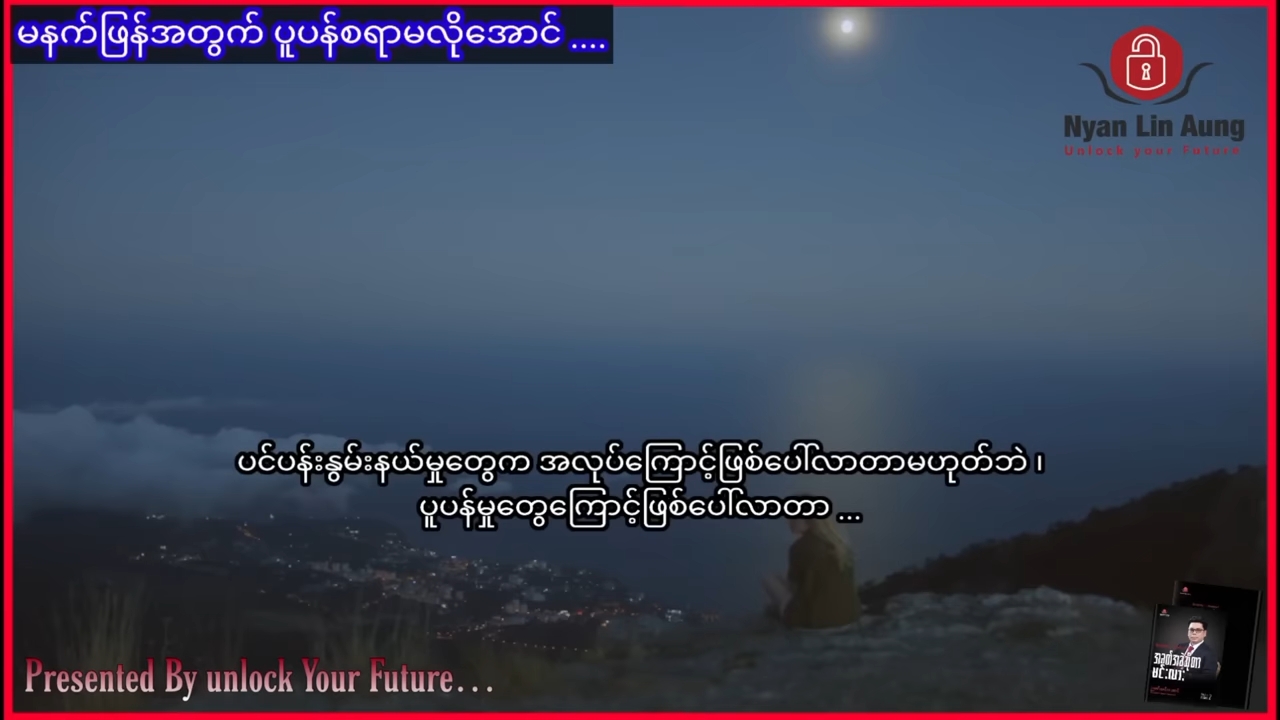 မနက်ဖြန်အတွက် ပူပန်စရာမလိုအောင် ....
Nyan Lin Aung
Unlock your Future
ပင်ပန်းနွမ်းနယ်မှုတွေက အလုပ်ကြောင့်ဖြစ်ပေါ်လာတာမဟုတ်ဘဲ ၊
ပူပန်မှုတွေကြောင့်ဖြစ်ပေါ်လာတာ ...
Presented By unlock Your Future...